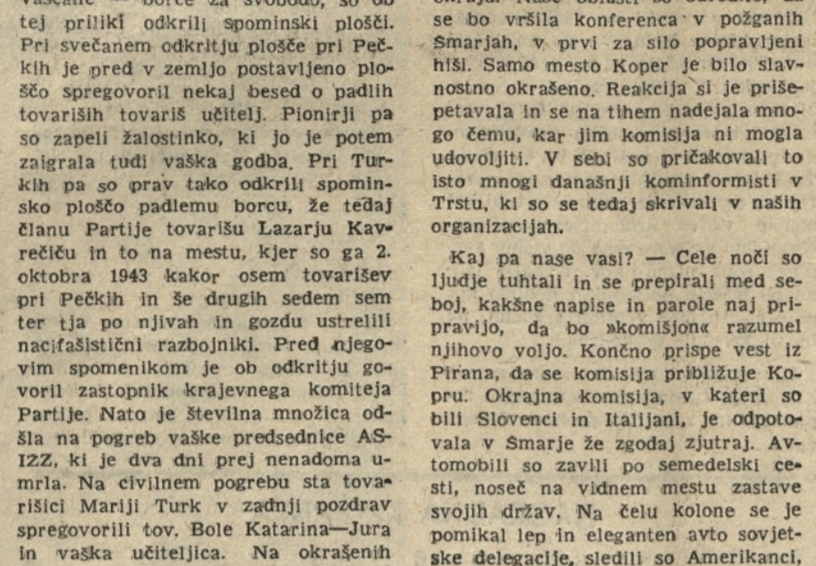 vaščane — borce za svobodo, so ob
tej priliki odkrili spominski plošči.
Pri svečanem odkritju plošče pri Peč-
kih je pred v zemljo postavljeno plo-
ščo spregovoril nekaj besed o padlih
tovariših tovariš učitelj. Pionirji pa
so zapeli žalostinko, ki jo je potem
zaigrala tudi vaška godba. Pri Tur-
kih pa so prav tako odkrili spomin-
sko ploščo padlemu borcu, že tedaj
članu Partije tovarišu Lazarju Kav-
rečiču in to na mestu, kjer so ga 2.
oktobra 1943 kakor osem tovarišev
pri Pečkih in še drugih sedem sem
ter tja po njivah in gozdu ustrelili
nacifašistični razbojniki. Pred njego-
vim spomenikom je ob odkritju go-
voril zastopnik krajevnega komiteja
Partije. Nato je številna množica od-
šla na pogreb vaške predsednice AS-
IZZ, ki je dva dni prej nenadoma u-
mrla. Na civilnem pogrebu sta tova-
rišici Mariji Turk v zadnji pozdrav
spregovorili tov. Bole Katarina—Jura
in vaška učiteljica. Na okrašenih
se bo vršila konferenca v požganih
Šmarjah, v prvi za silo popravljeni
hiši. Samo mesto Koper je bilo slav-
nostno okrašeno. Reakcija si je priše-
petavala in se na tihem nadejala mno-
go čemu, kar jim komisija ni mogla
udovoljiti. V sebi so pričakovali to
isto mnogi današnji kominformisti v
Trstu, ki so se tedaj skrivali v naših
organizacijah.
Kaj pa naše vasi? — Cele noči so
ljudje tuhtali in se prepirali med se-
boj, kakšne napise in parole naj pri-
pravijo, da bo »komišjon« razumel
njihovo voljo. Končno prispe vest iz
Pirana, da se komisija približuje Ko-
pru. Okrajna komisija, v kateri so
bili Slovenci in Italijani, je odpoto-
vala v Šmarje že zgodaj zjutraj. Av-
tomobili so zavili po semedelski ce-
sti, noseč na vidnem mestu zastave
svojih držav. Na čelu kolone se je
pomikal lep in eleganten avto sovjet-
ske delegacije, sledili so Amerikanci,